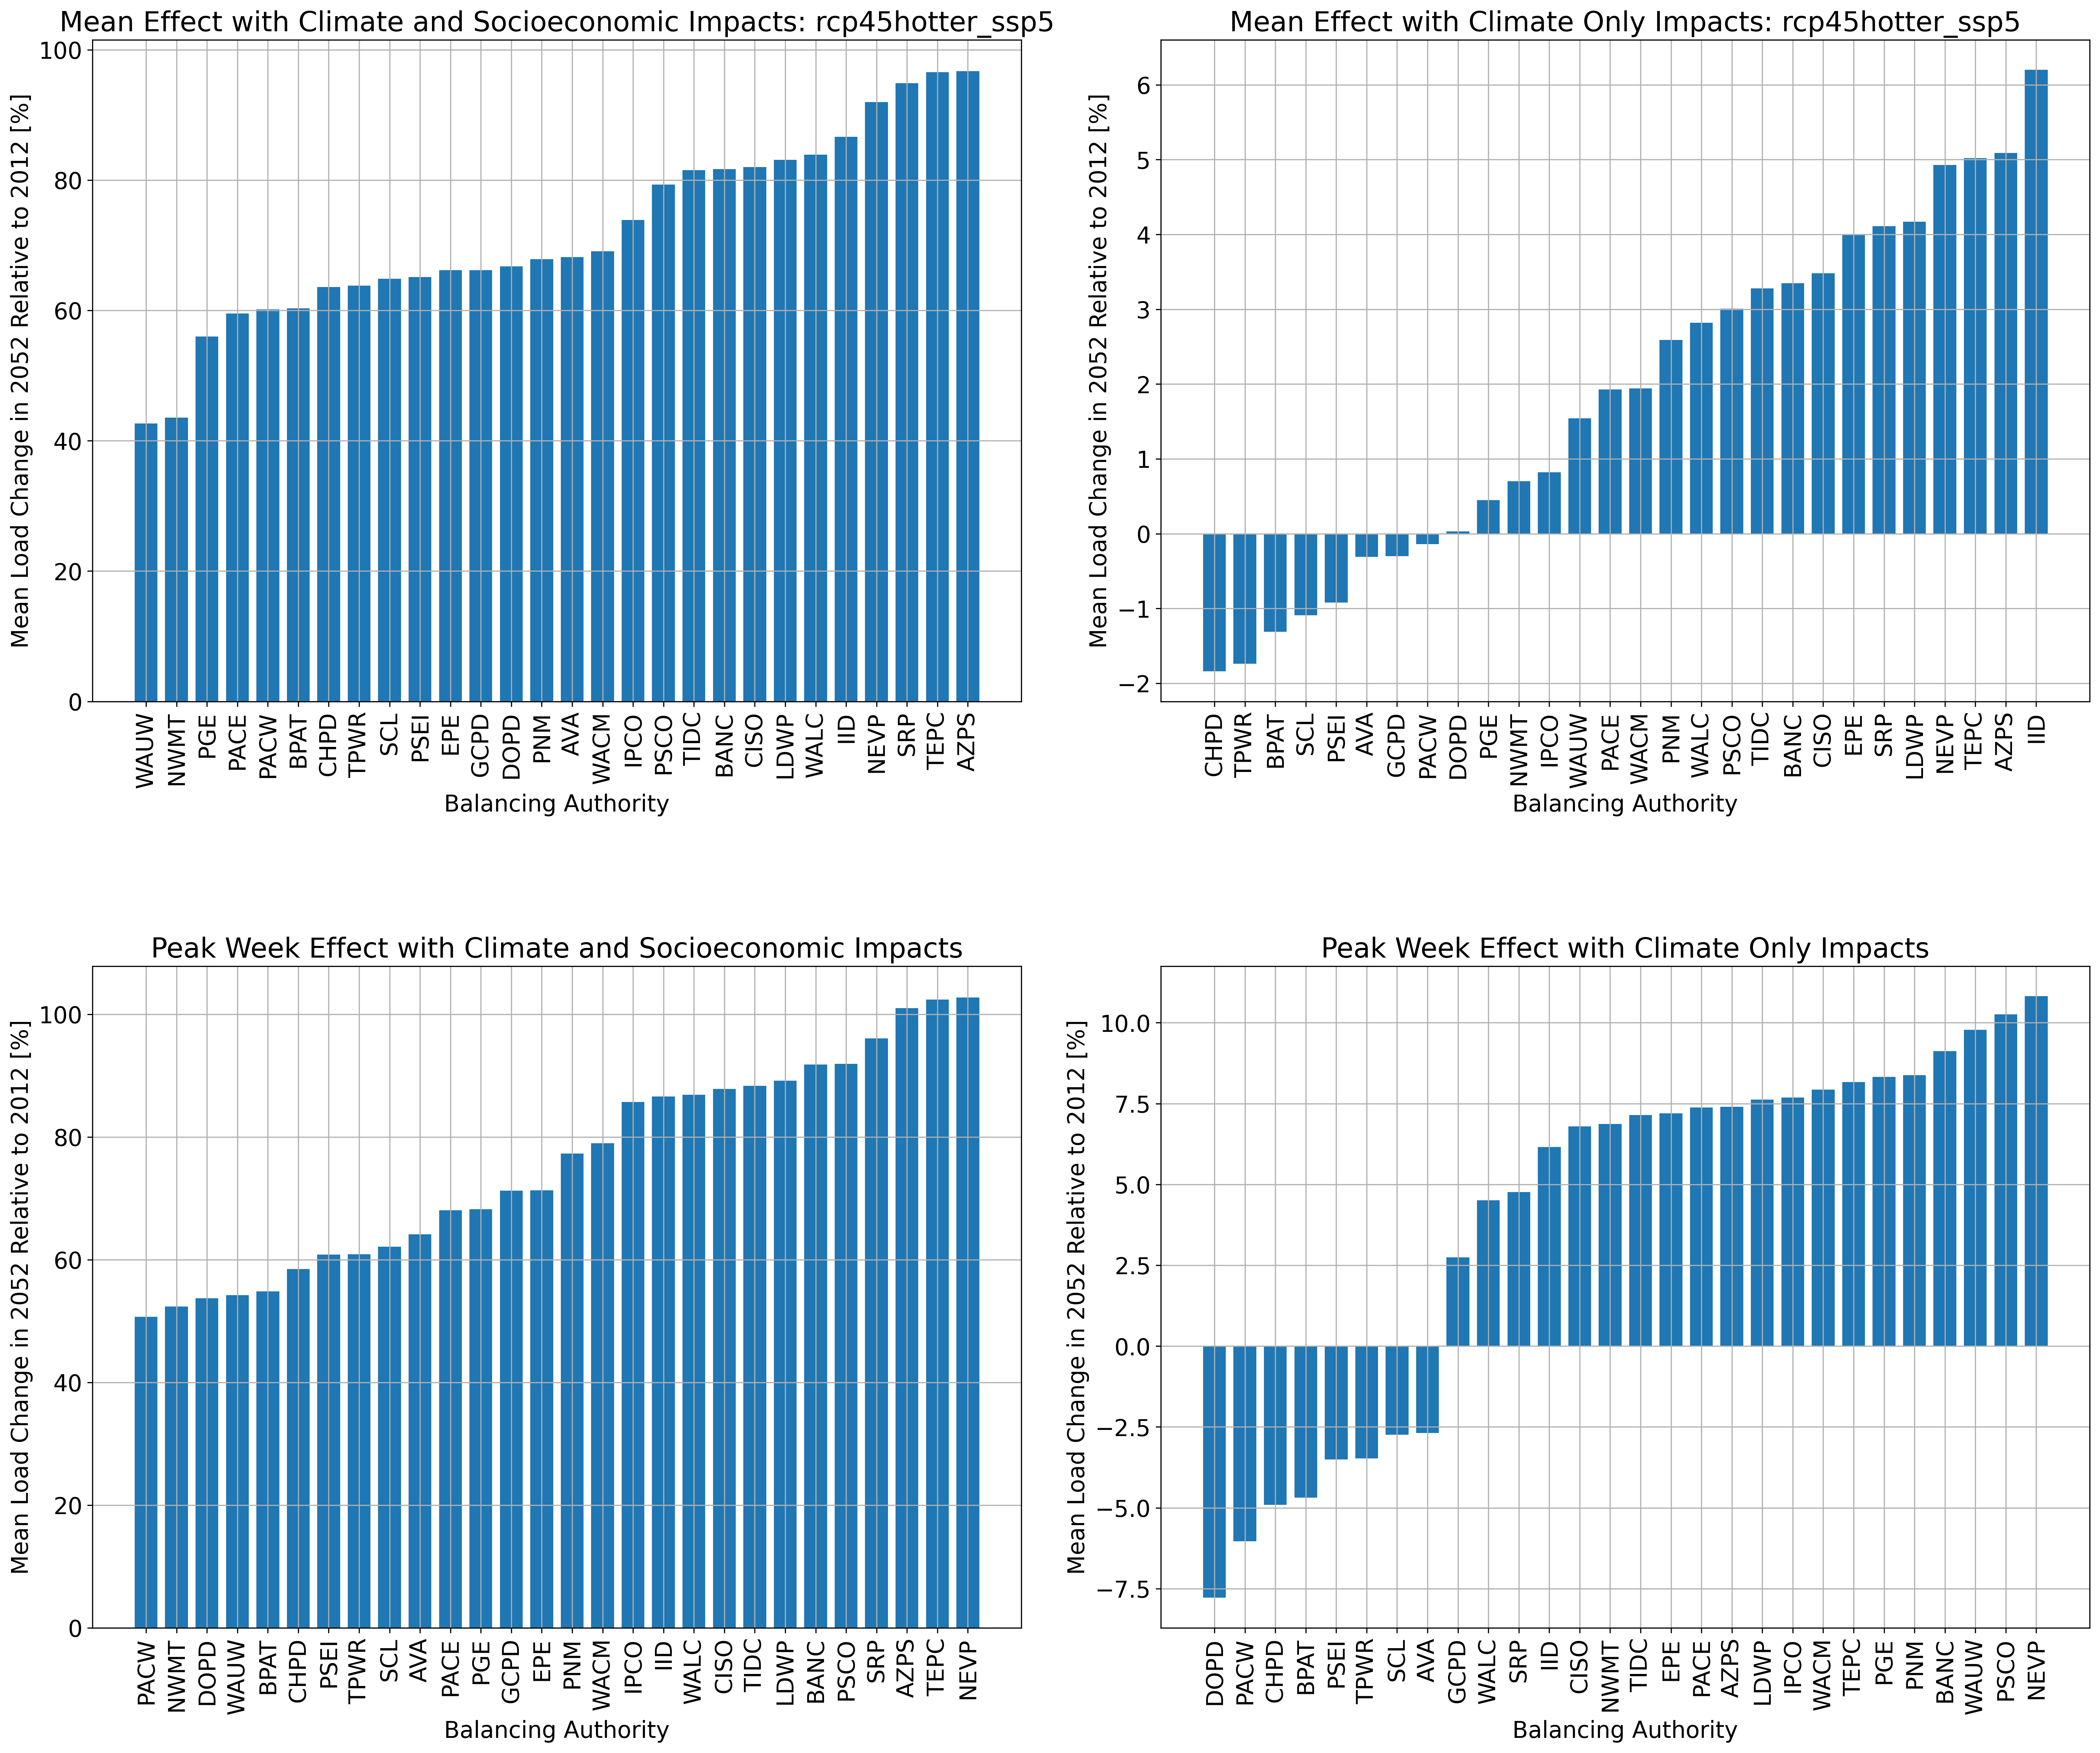 Mean Effect with Climate and Socioeconomic Impacts: rcp45hotter_ssp5
Mean Load Change in 2052 Relative to 2012 [%]
100
80
60
40
20
0
WAUW NWMT PGE PACE PACW BPAT CHPD TPWR SCL PSEI EPE GCPD DOPD PNM AVA WACM IPCO PSCO TIDC BANC CISO LDWP WALC IID NEVP SRP TEPC AZPS
Balancing Authority
Mean Effect with Climate Only Impacts: rcp45hotter_ssp5
Mean Load Change in 2052 Relative to 2012 [%]
6
5
4
3
2
1
0
−1
−2
CHPD TPWR BPAT SCL PSEI AVA GCPD PACW DOPD PGE NWMT IPCO WAUW PACE WACM PNM WALC PSCO TIDC BANC CISO EPE SRP LDWP NEVP TEPC AZPS IID
Balancing Authority
Peak Week Effect with Climate and Socioeconomic Impacts
Mean Load Change in 2052 Relative to 2012 [%]
100
80
60
40
20
0
PACW NWMT DOPD WAUW BPAT CHPD PSEI TPWR SCL AVA PACE PGE GCPD EPE PNM WACM IPCO IID WALC CISO TIDC LDWP BANC PSCO SRP AZPS TEPC NEVP
Balancing Authority
Peak Week Effect with Climate Only Impacts
Mean Load Change in 2052 Relative to 2012 [%]
10.0
7.5
5.0
2.5
0.0
−2.5
−5.0
−7.5
DOPD PACW CHPD BPAT PSEI TPWR SCL AVA GCPD WALC SRP IID CISO NWMT TIDC EPE PACE AZPS LDWP IPCO WACM TEPC PGE PNM BANC WAUW PSCO NEVP
Balancing Authority